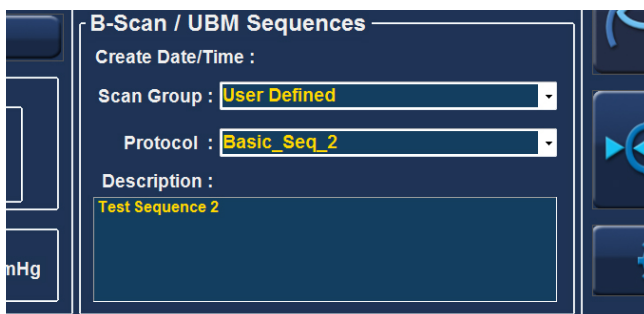 B-Scan / UBM Sequences
Create Date/Time :
Scan Group : User Defined
Protocol : Basic_Seq_2
Description :
Test Sequence 2
mHg